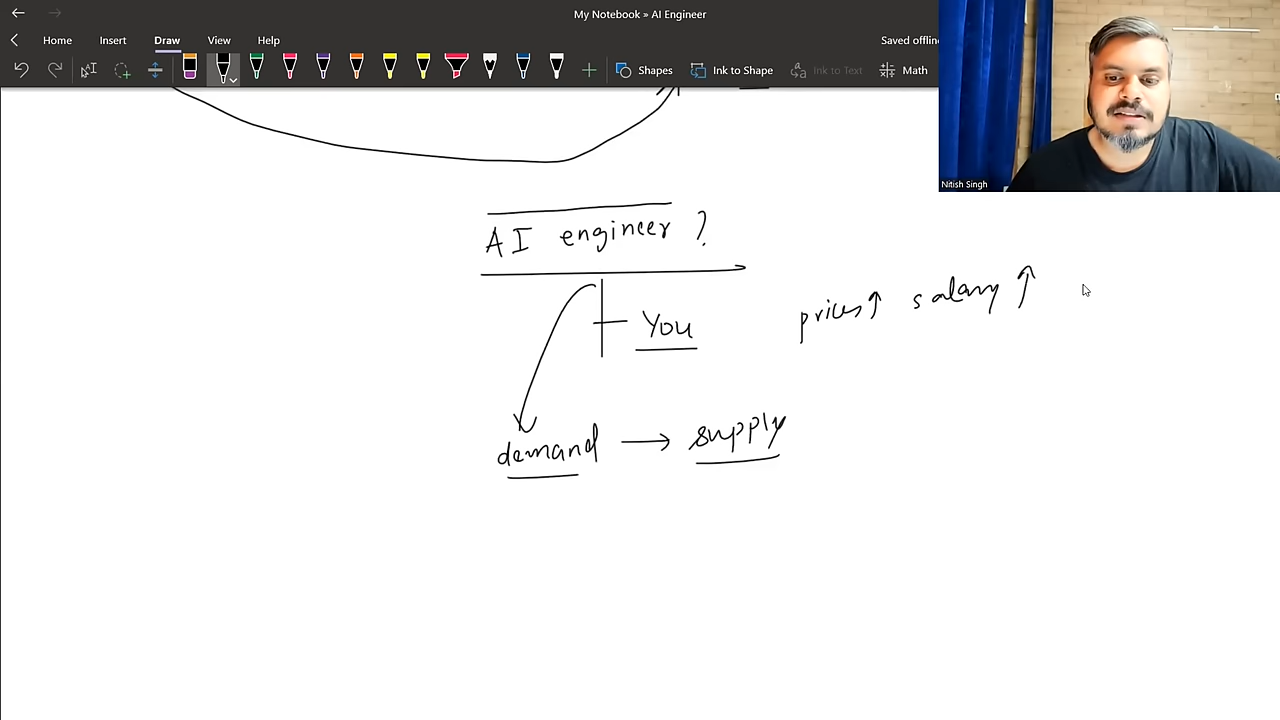 My Notebook » AI Engineer
Home Insert Draw View Help
Saved offlin
Shapes Ink to Shape Ink to Text Math
Nitish Singh
AI engineer ?
prices↑ salary ↑
You
demand → supply